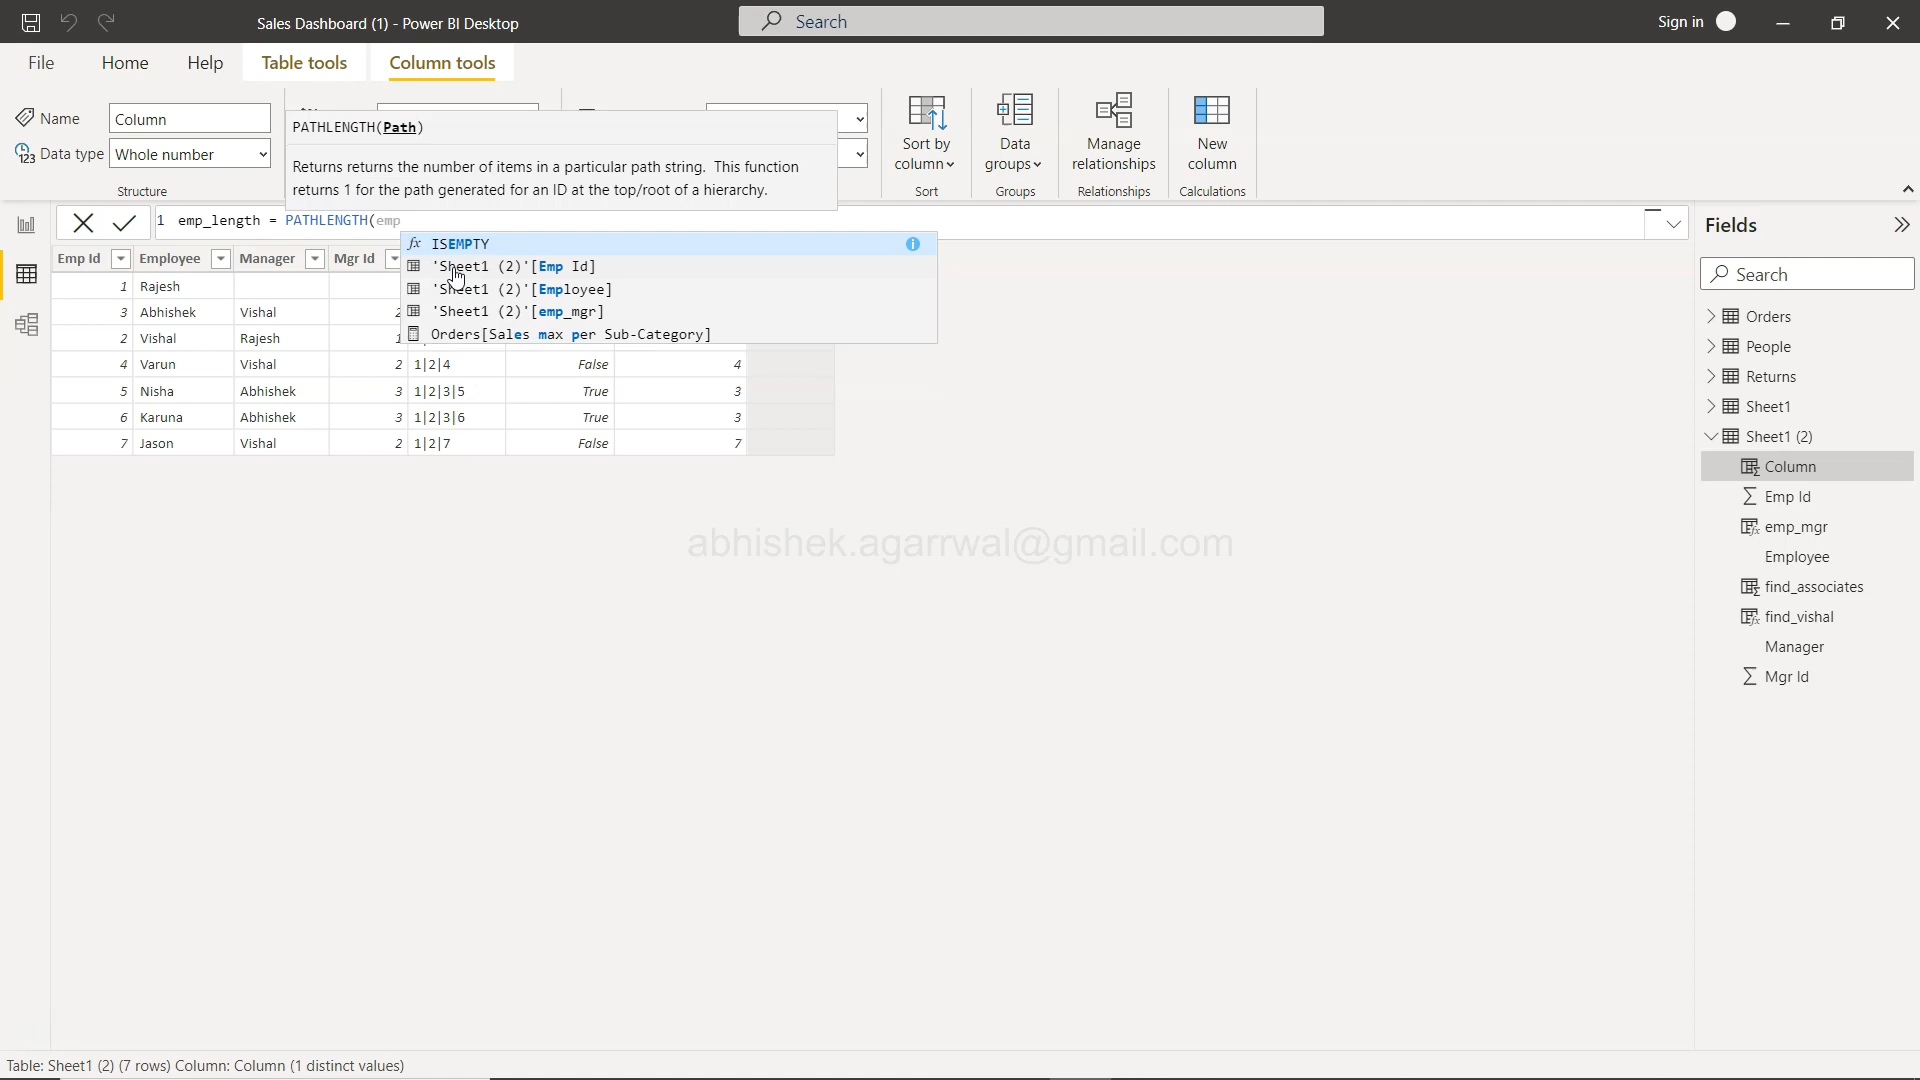 Sales Dashboard (1) - Power BI Desktop
Search
Sign in
File
Home
Help
Table tools
Column tools
Name
Column
Data type
Whole number
Structure
PATHLENGTH(Path)
Returns returns the number of items in a particular path string. This function
returns 1 for the path generated for an ID at the top/root of a hierarchy.
Sort by
column
Sort
Data
groups
Groups
Manage
relationships
Relationships
New
column
Calculations
1 emp_length = PATHLENGTH(emp
ISEMPTY
'Sheet1 (2)'[Emp Id]
'Sheet1 (2)'[Employee]
'Sheet1 (2)'[emp_mgr]
Orders[Sales max per Sub-Category]
Emp Id Employee Manager Mgr Id
1 Rajesh
3 Abhishek Vishal
2 Vishal Rajesh
4 Varun Vishal 2 1|2|4 False 4
5 Nisha Abhishek 3 1|2|3|5 True 3
6 Karuna Abhishek 3 1|2|3|6 True 3
7 Jason Vishal 2 1|2|7 False 7
abhishek.agarrwal@gmail.com
Fields
Search
Orders
People
Returns
Sheet1
Sheet1 (2)
Column
Emp Id
emp_mgr
Employee
find_associates
find_vishal
Manager
Mgr Id
Table: Sheet1 (2) (7 rows) Column: Column (1 distinct values)